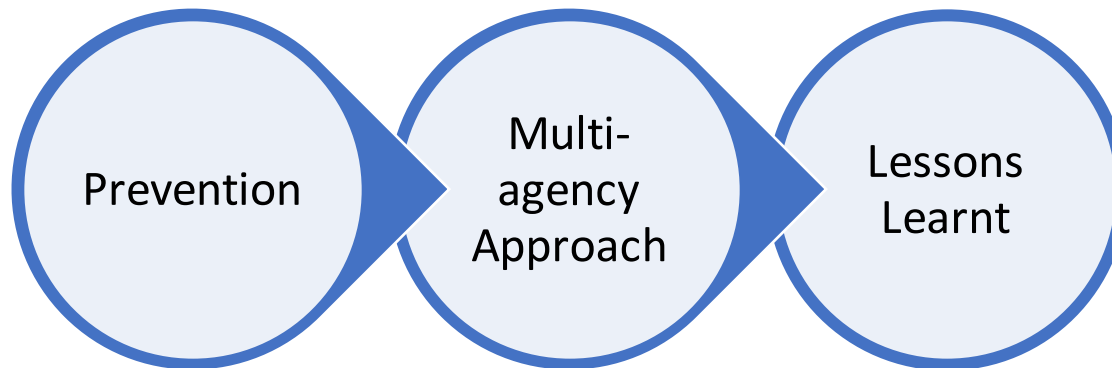 Prevention
Multi-
agency
Approach
Lessons
Learnt